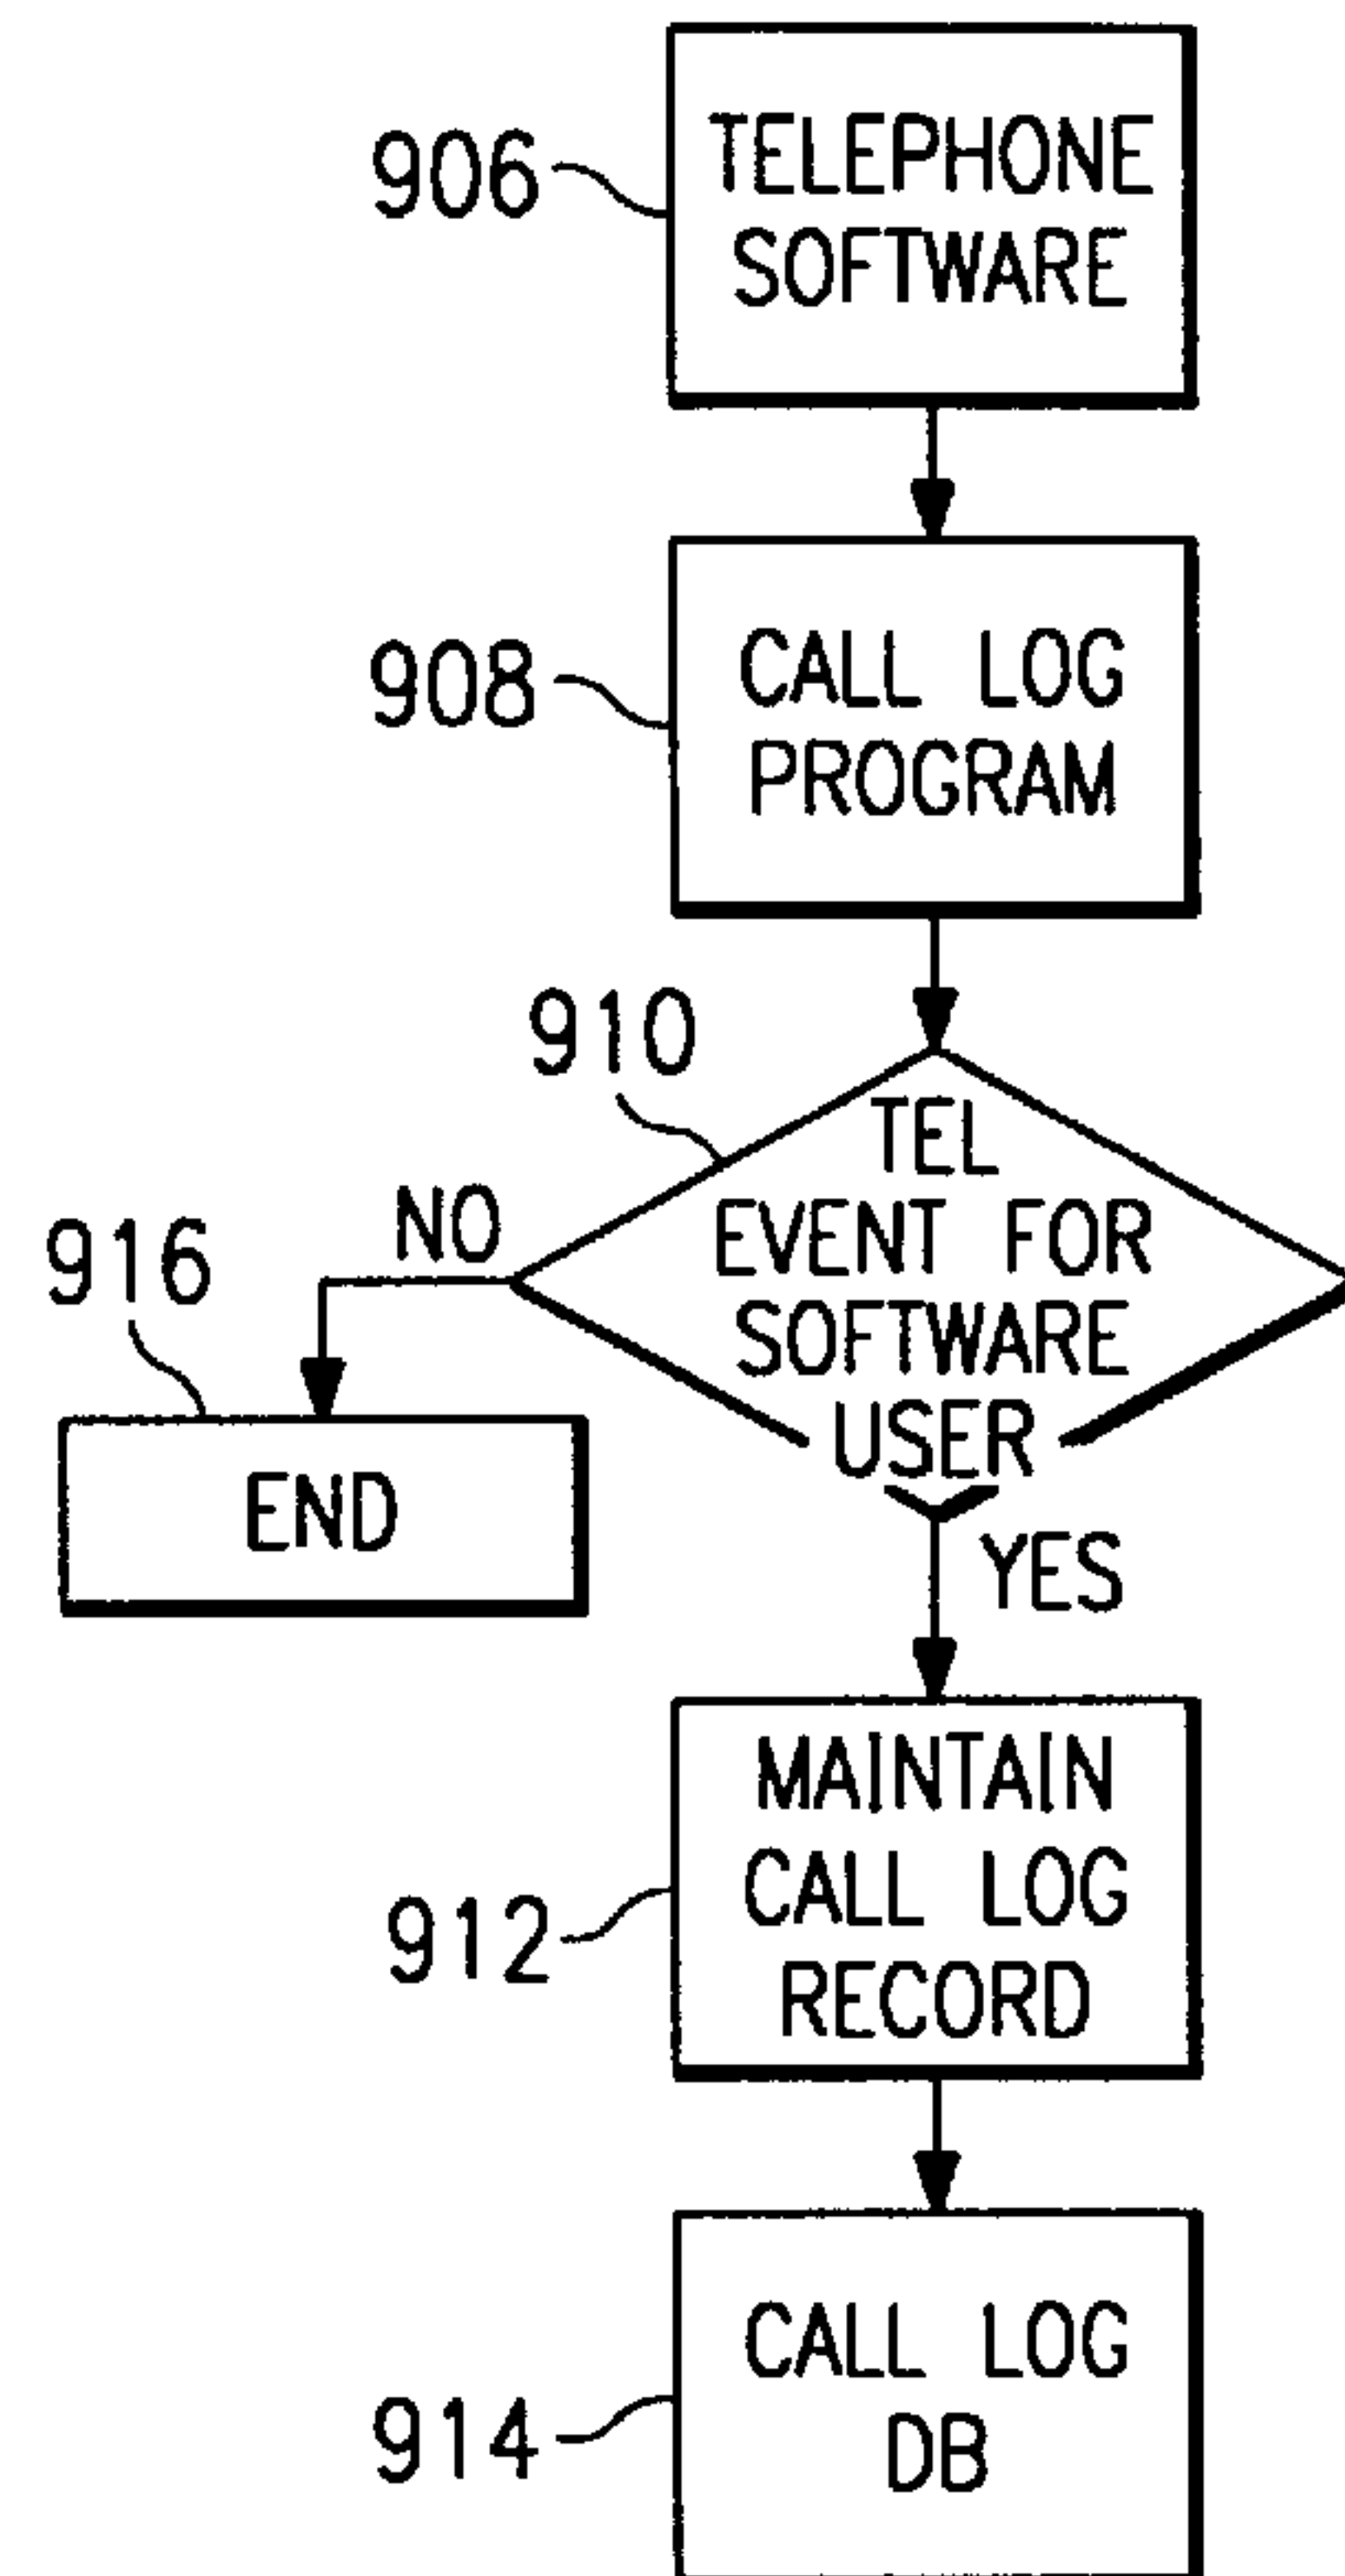 906
TELEPHONE
SOFTWARE
908
CALL LOG
PROGRAM
910
TEL
EVENT FOR
SOFTWARE
USER
NO
916
END
YES
912
MAINTAIN
CALL LOG
RECORD
914
CALL LOG
DB